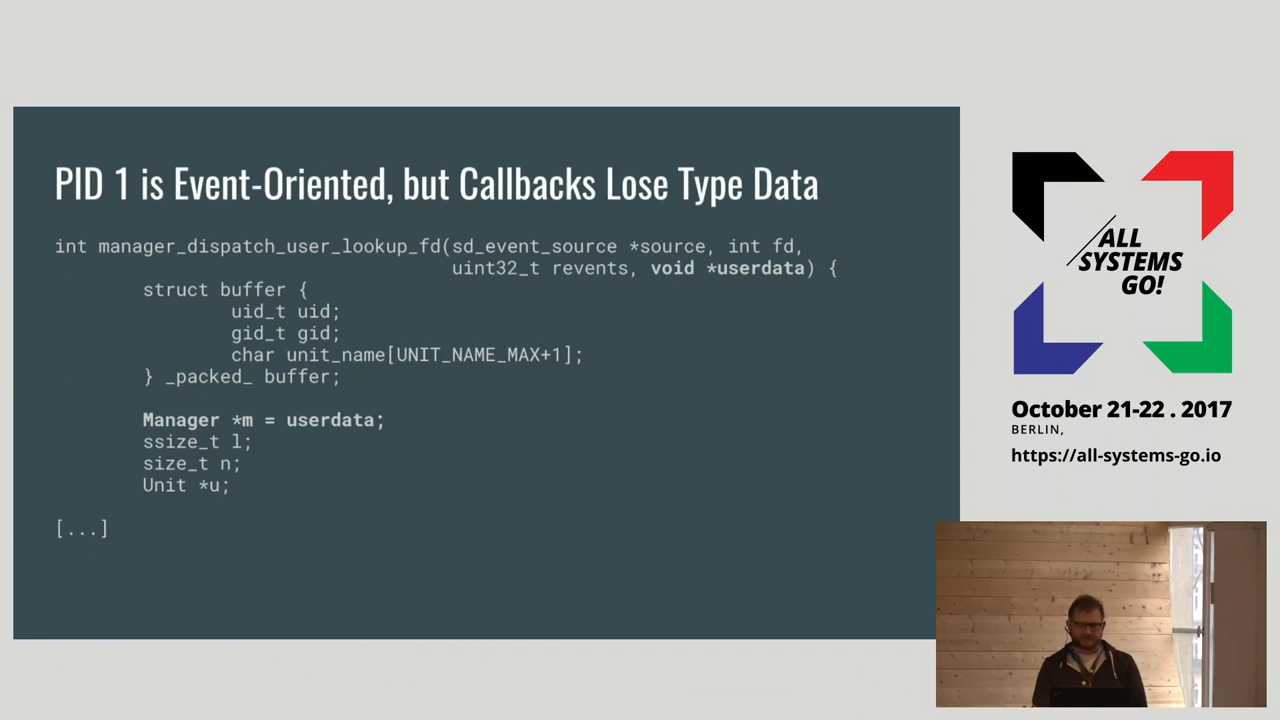 PID 1 is Event-Oriented, but Callbacks Lose Type Data
int manager_dispatch_user_lookup_fd(sd_event_source *source, int fd,
uint32_t revents, void *userdata) {
struct buffer {
uid_t uid;
gid_t gid;
char unit_name[UNIT_NAME_MAX+1];
} _packed_ buffer;
Manager *m = userdata;
ssize_t l;
size_t n;
Unit *u;
[...]
ALL
SYSTEMS
GO!
October 21-22 . 2017
BERLIN,
https://all-systems-go.io